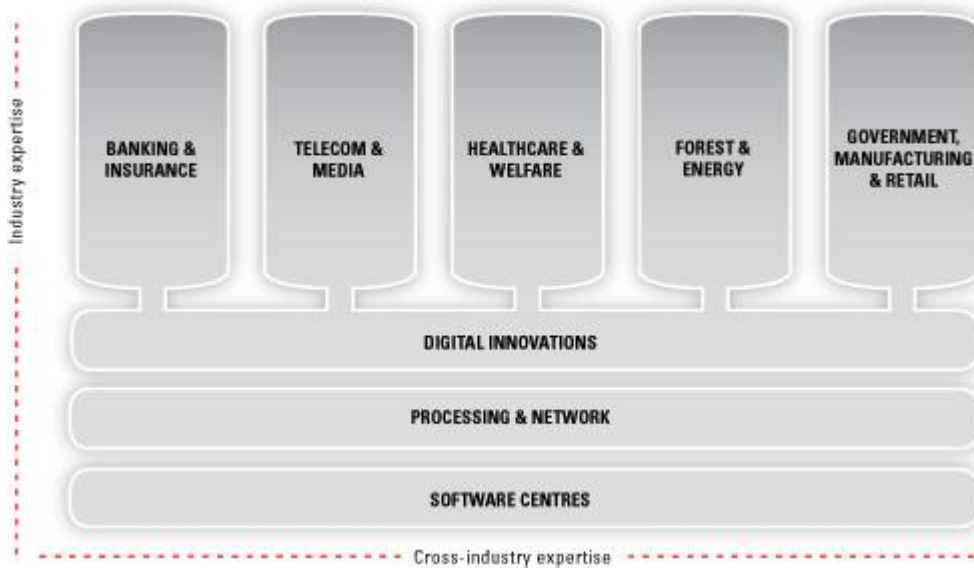 Industry expertise
BANKING &
INSURANCE
TELECOM &
MEDIA
HEALTHCARE &
WELFARE
FOREST &
ENERGY
GOVERNMENT,
MANUFACTURING
& RETAIL
DIGITAL INNOVATIONS
PROCESSING & NETWORK
SOFTWARE CENTRES
Cross-industry expertise